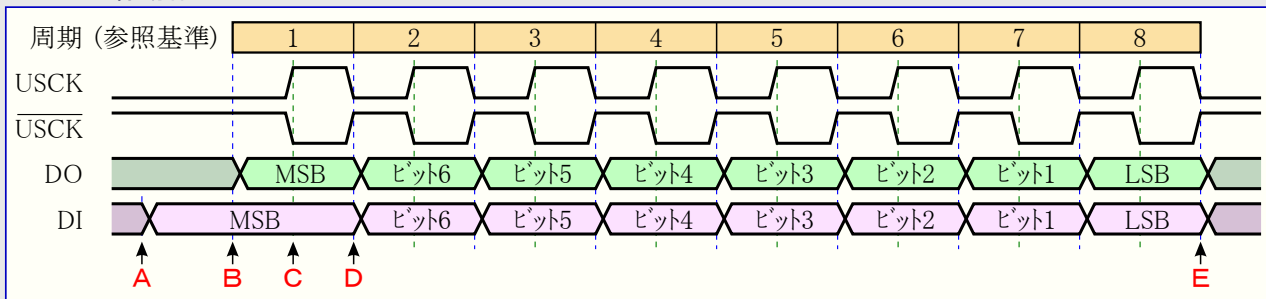 周期 (参照基準) 1 2 3 4 5 6 7 8
USCK
USCK
DO MSB ビット6 ビット5 ビット4 ビット3 ビット2 ビット1 LSB
DI MSB ビット6 ビット5 ビット4 ビット3 ビット2 ビット1 LSB
A B C D E